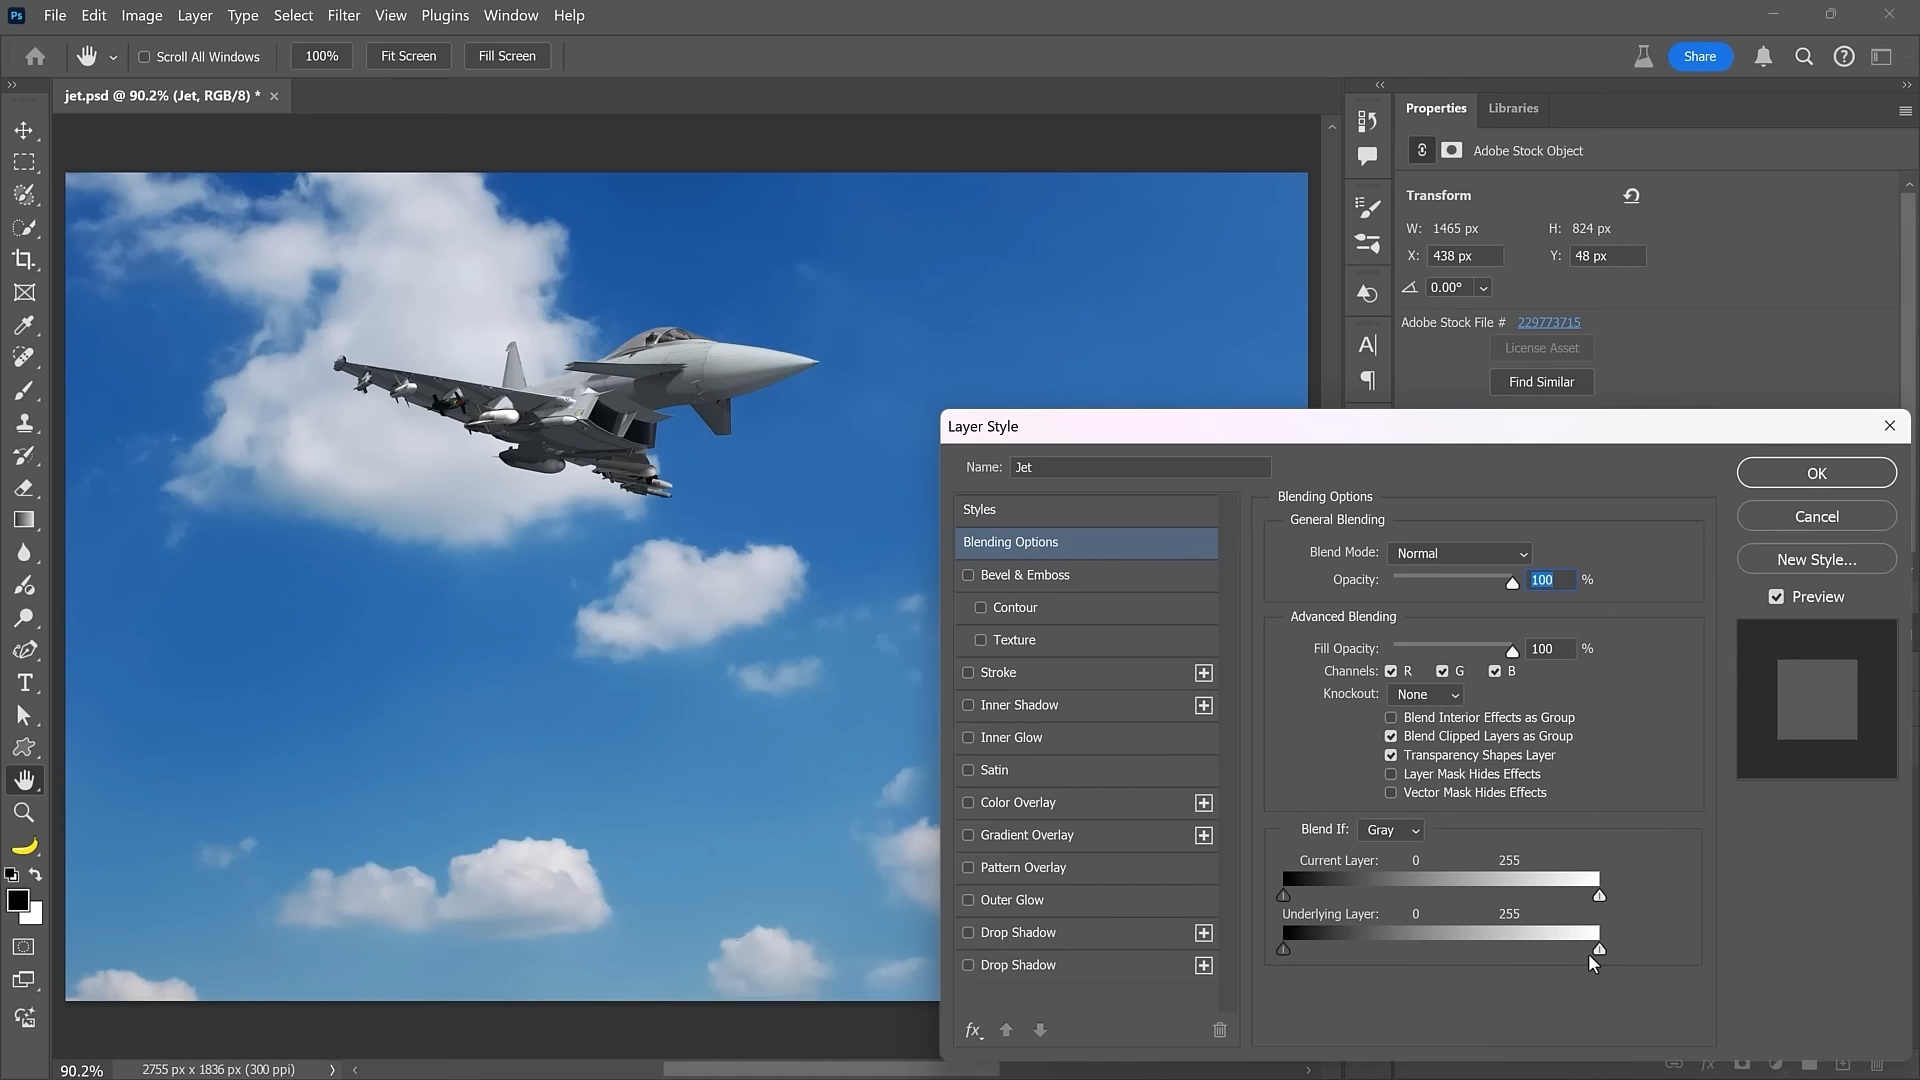 Ps File Edit Image Layer Type Select Filter View Plugins Window Help
Scroll All Windows 100% Fit Screen Fill Screen Share
jet.psd @ 90.2% (Jet, RGB/8) *
Properties Libraries
Adobe Stock Object
Transform
W: 1465 px H: 824 px
X: 438 px Y: 48 px
0.00°
Adobe Stock File # 229773715
License Asset
Find Similar
Layer Style
Name: Jet
Styles
Blending Options
Bevel & Emboss
Contour
Texture
Stroke
Inner Shadow
Inner Glow
Satin
Color Overlay
Gradient Overlay
Pattern Overlay
Outer Glow
Drop Shadow
Drop Shadow
fx
Blending Options
General Blending
Blend Mode: Normal
Opacity: 100 %
Advanced Blending
Fill Opacity: 100 %
Channels: R G B
Knockout: None
Blend Interior Effects as Group
Blend Clipped Layers as Group
Transparency Shapes Layer
Layer Mask Hides Effects
Vector Mask Hides Effects
Blend If: Gray
Current Layer: 0 255
Underlying Layer: 0 255
OK
Cancel
New Style...
Preview
90.2% 2755 px x 1836 px (300 ppi)